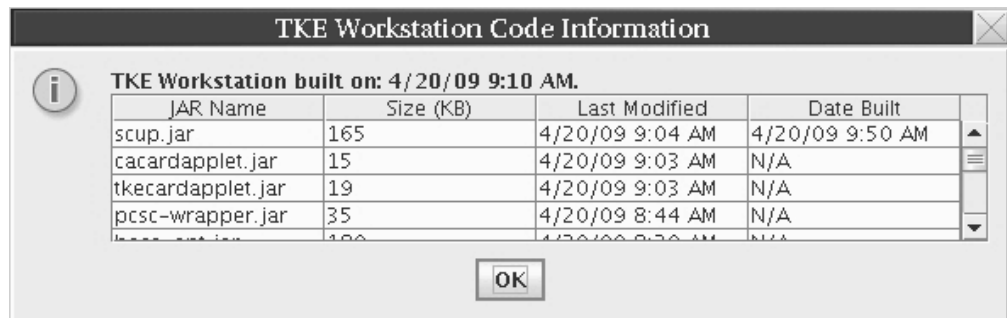 TKE Workstation Code Information
TKE Workstation built on: 4/20/09 9:10 AM.
JAR Name Size (KB) Last Modified Date Built
scup.jar 165 4/20/09 9:04 AM 4/20/09 9:50 AM
cacardapplet.jar 15 4/20/09 9:03 AM N/A
tkecardapplet.jar 19 4/20/09 9:03 AM N/A
pcsc-wrapper.jar 35 4/20/09 8:44 AM N/A
OK